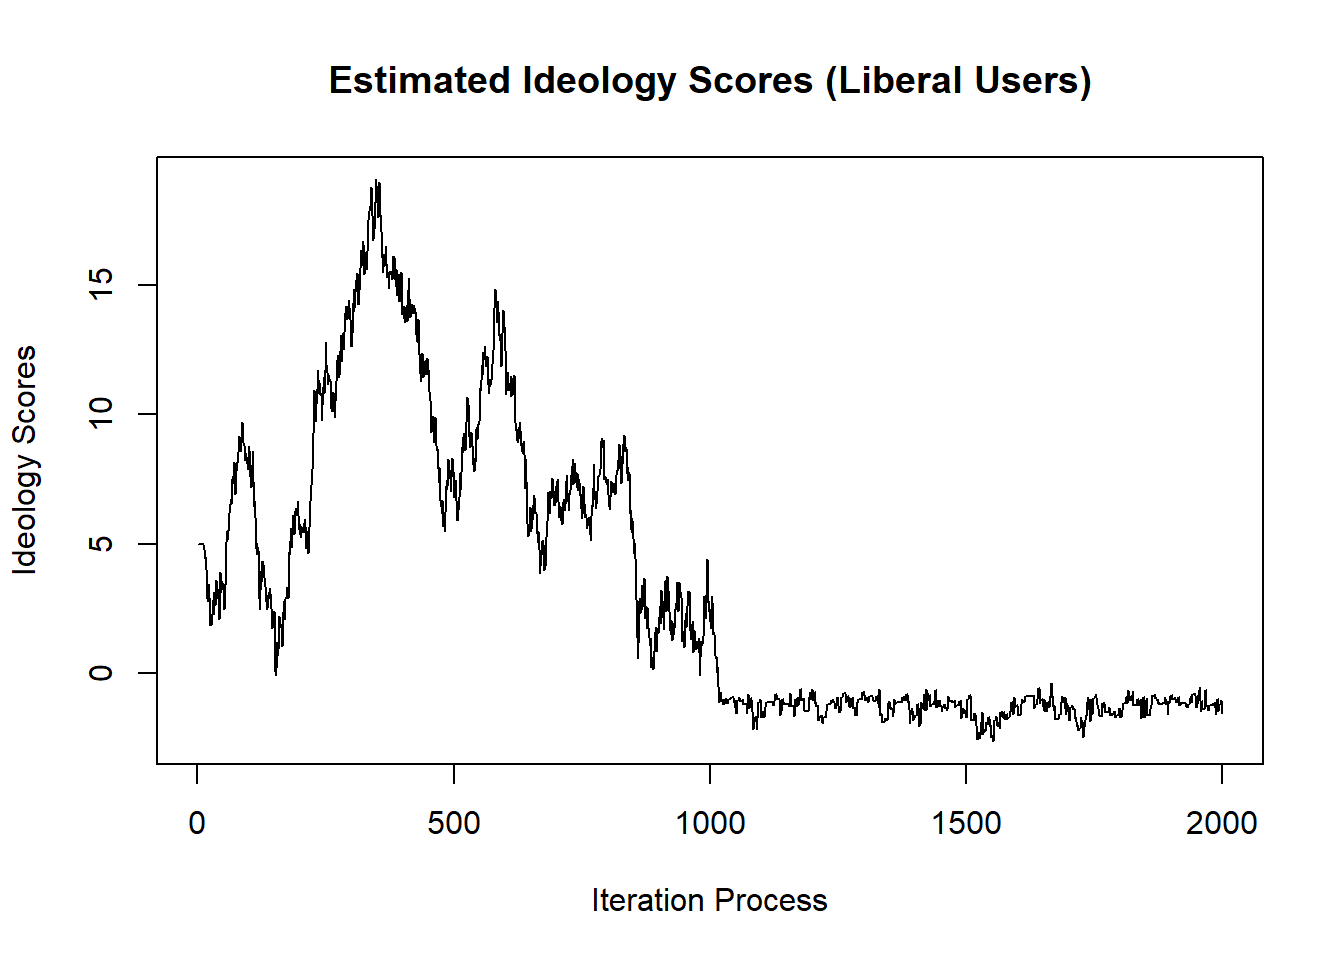 Estimated Ideology Scores (Liberal Users)
Ideology Scores
15
10
5
0
0 500 1000 1500 2000
Iteration Process